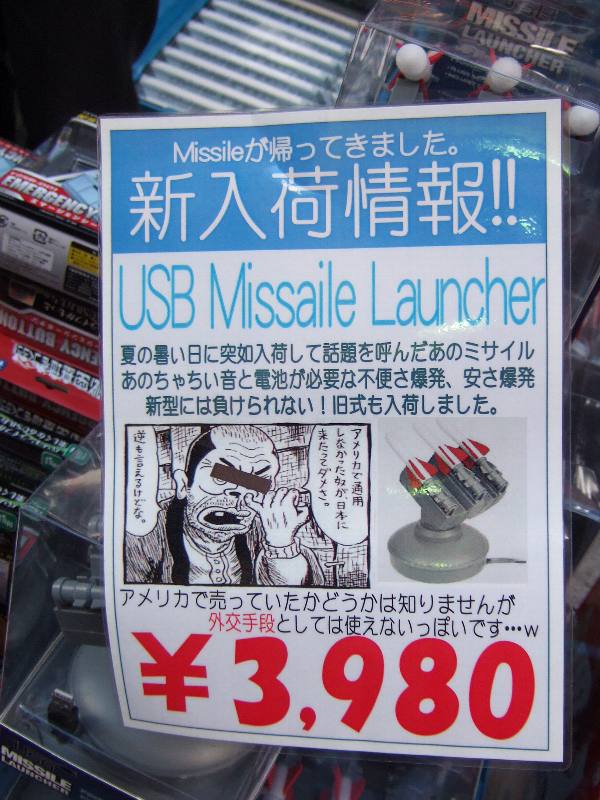 MISSILE
LAUNCHER
Missileが帰ってきました。
新入荷情報!!
USB Missaile Launcher
夏の暑い日に突如入荷して話題を呼んだあのミサイル
あのちゃちい音と電池が必要な不便さ爆発、安さ爆発
新型には負けられない！旧式も入荷しました。
アメリカで通用
しなかった奴が、日本に
来たってダメさ。
逆も言えるけどな。
アメリカで売っていたかどうかは知りませんが
外交手段としては使えないっぽいです…w
¥3,980
EMERGENCY
BUTTON
MISSILE
LAUNCHER